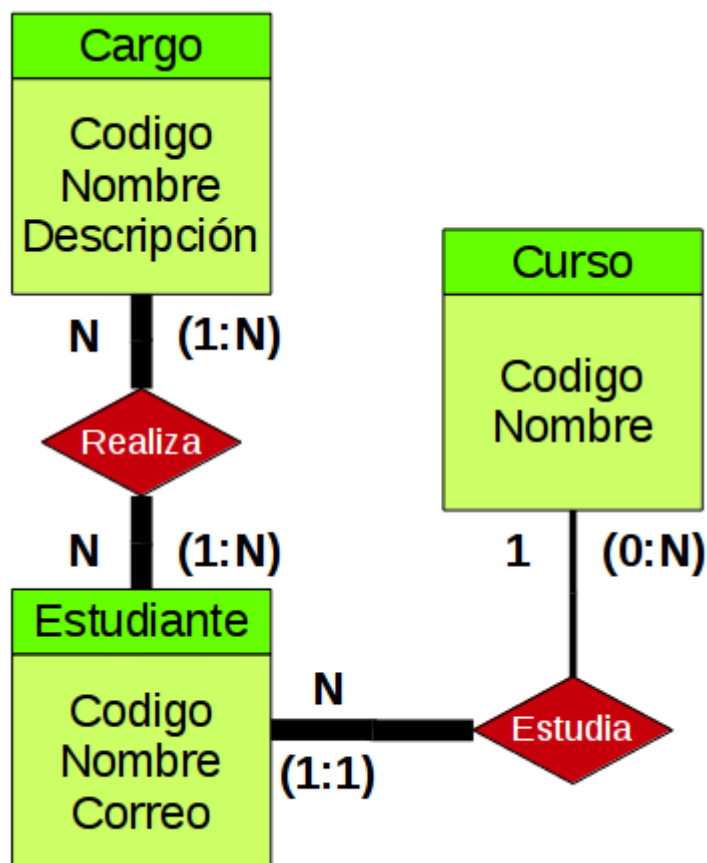 Cargo
Codigo
Nombre
Descripción
N (1:N)
Realiza
N (1:N)
Estudiante
Codigo
Nombre
Correo
Curso
Codigo
Nombre
1 (0:N)
Estudia
N
(1:1)